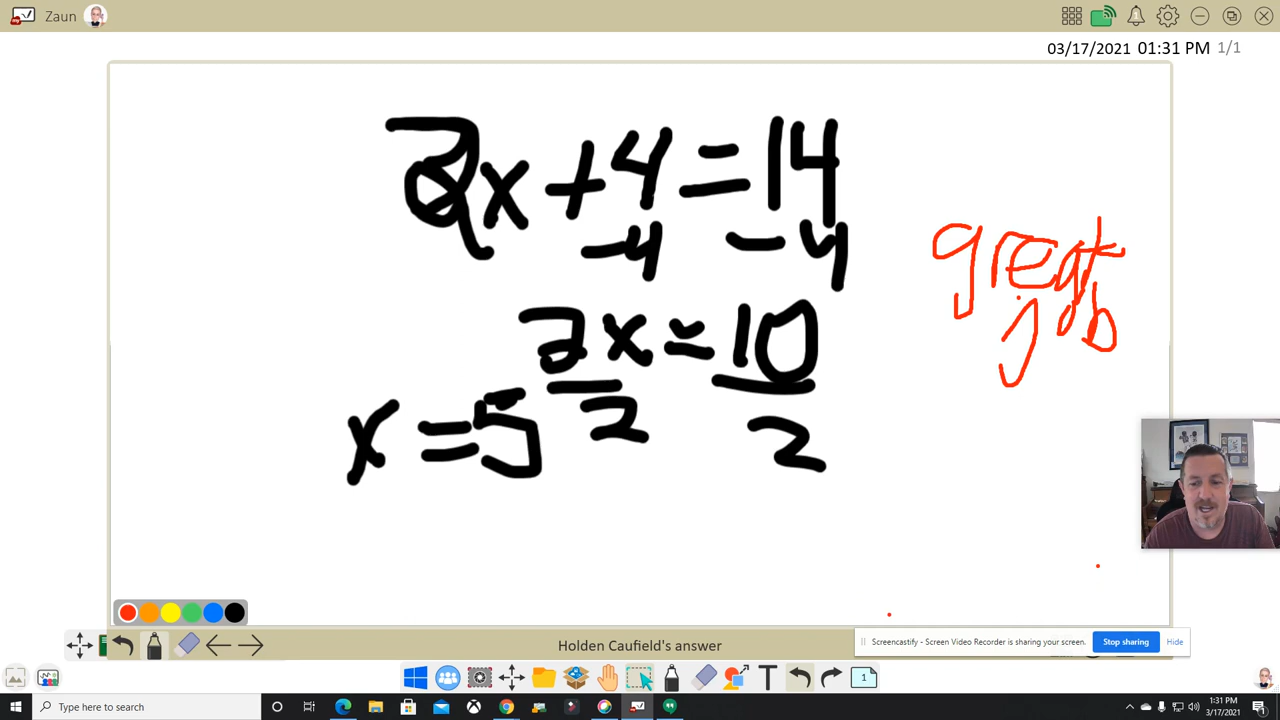 Zaun
03/17/2021 01:31 PM 1/1
2x+4=14
-4 -4
great
job
2x=10
2 2
x=5
Holden Caufield's answer
Screencastify - Screen Video Recorder is sharing your screen.
Stop sharing
Hide
T
1
Type here to search
1:31 PM
3/17/2021